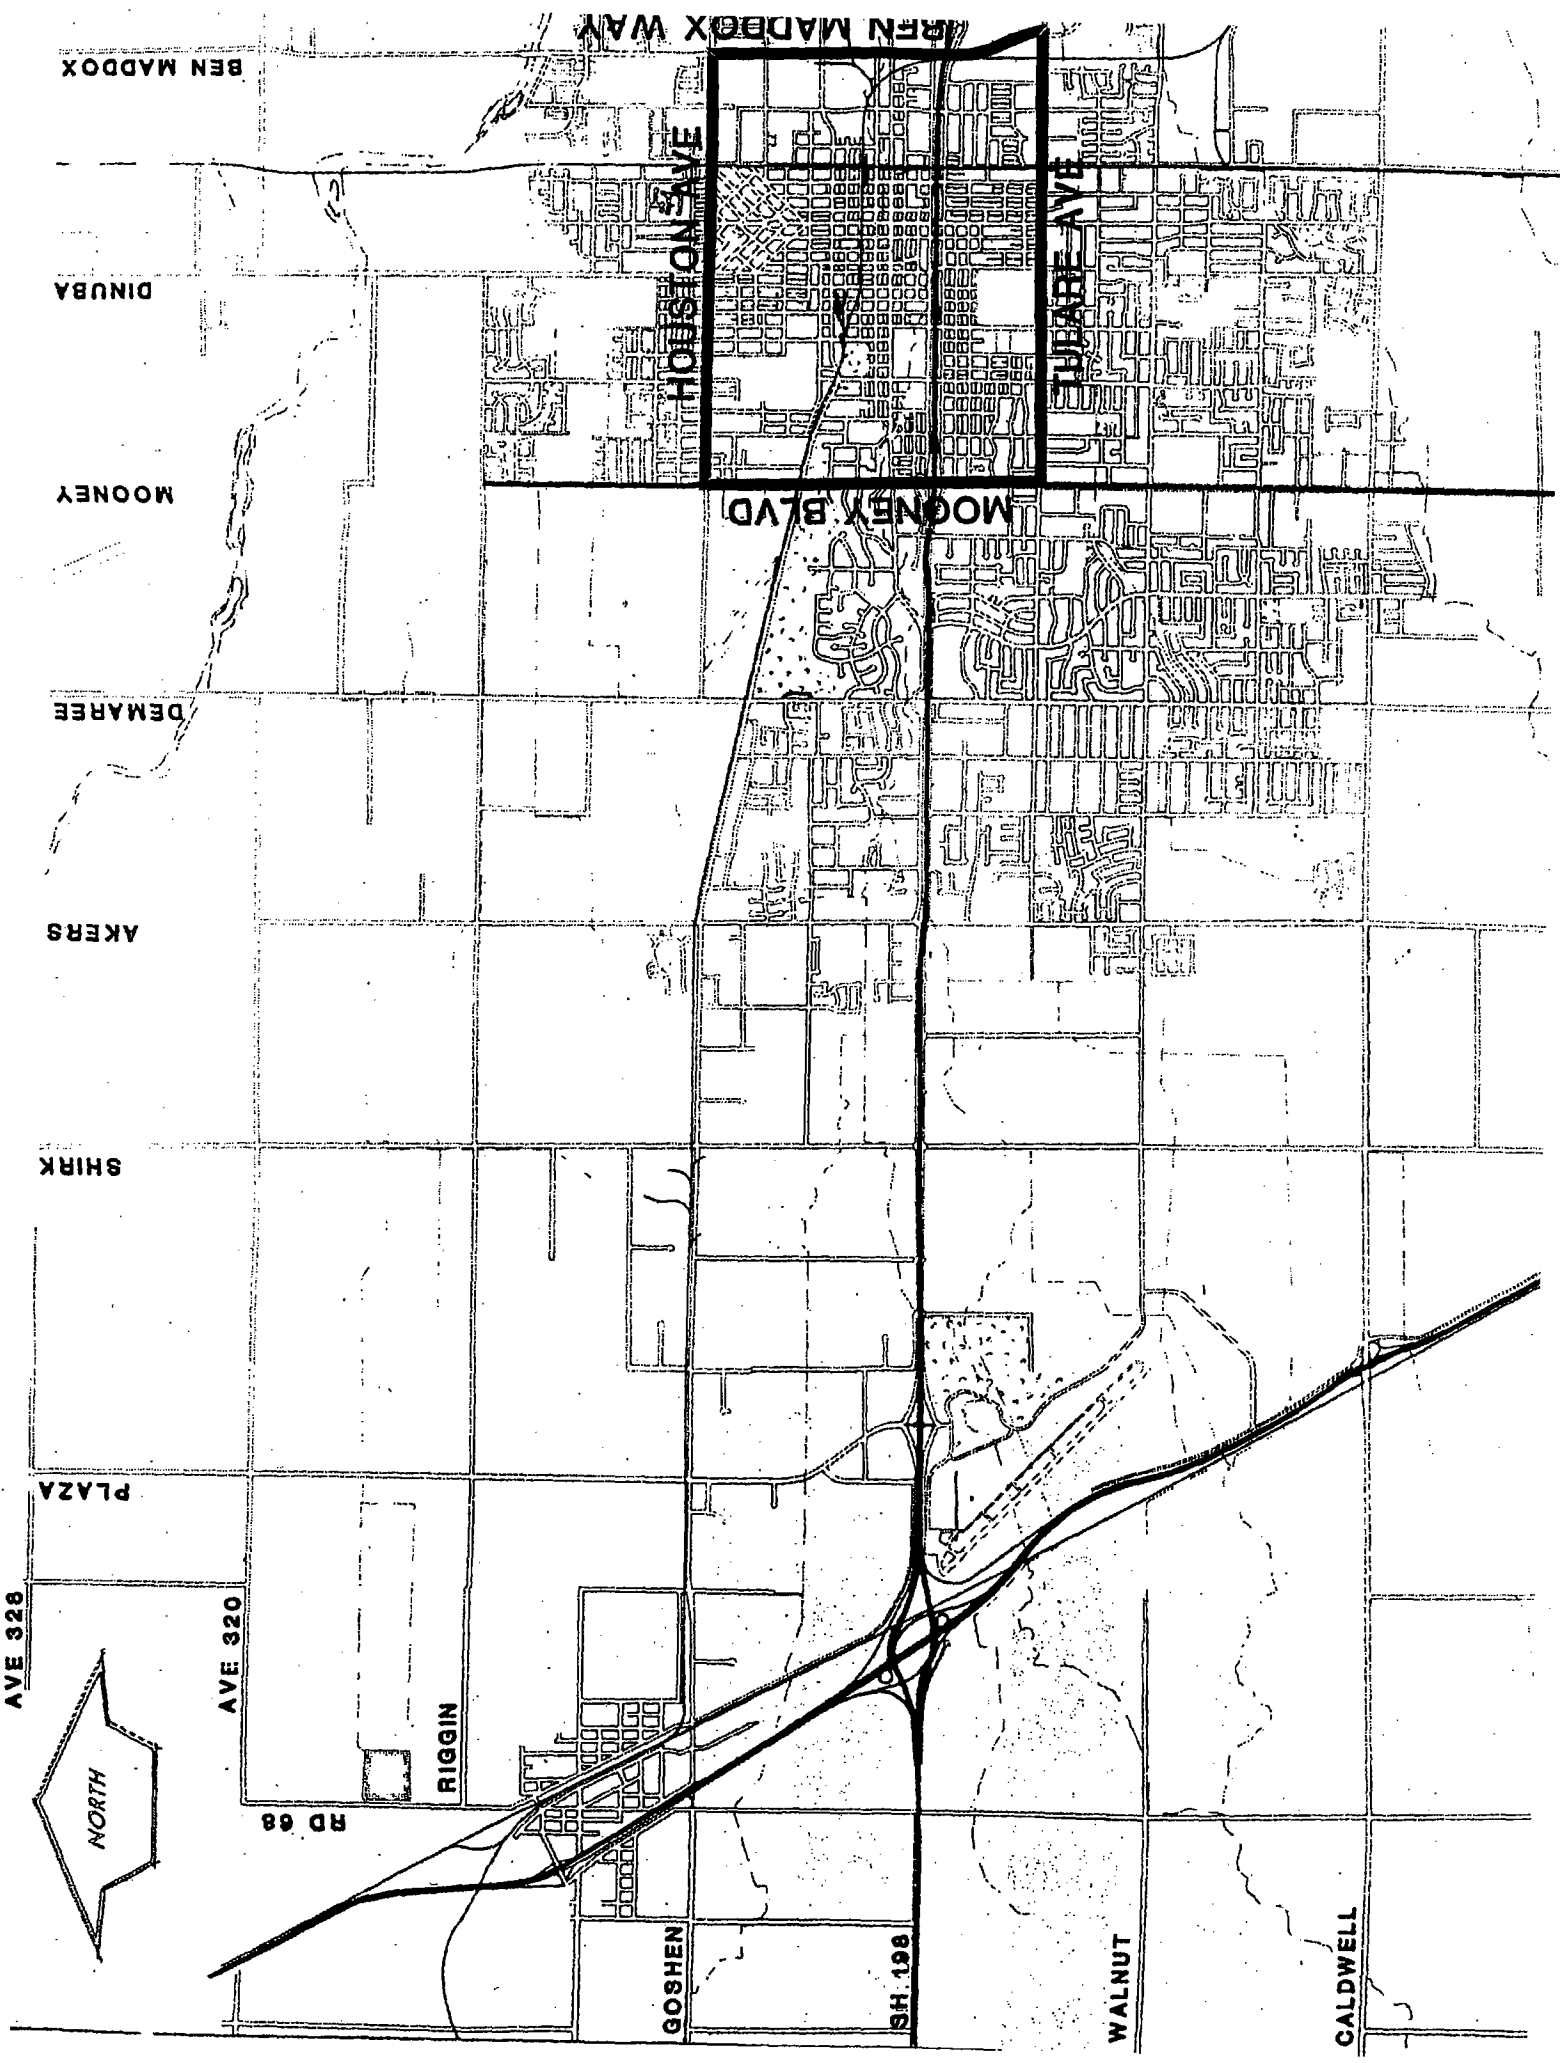 BEN MADDOX WAY
BEN MADDOX
HOUSTON AVE
TULARE AVE
DINUBA
MOONEY
MOONEY BLVD
DEMAREE
AKERS
SHIRK
PLAZA
AVE 328
AVE 320
RIGGIN
RD 68
NORTH
GOSHEN
S.H. 198
WALNUT
CALDWELL